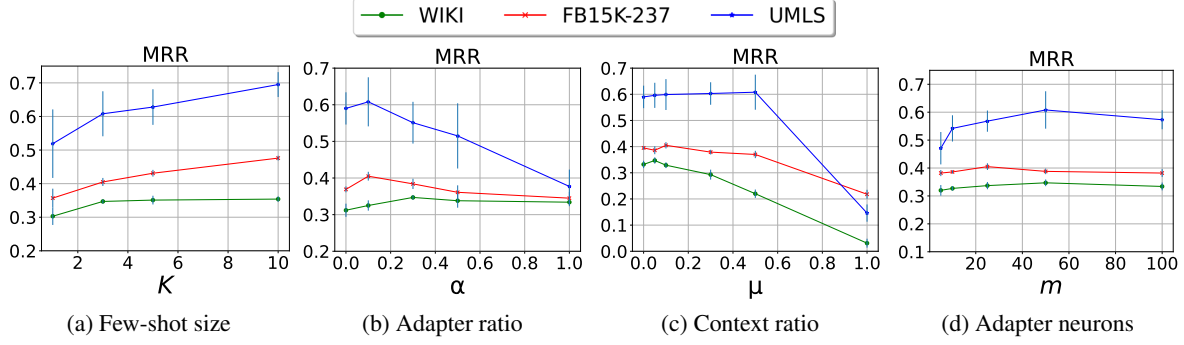 WIKI FB15K-237 UMLS
MRR MRR MRR MRR
0.7 0.6 0.5 0.4 0.3 0.2
2 4 6 8 10
K
0.7 0.6 0.5 0.4 0.3 0.2
0.0 0.2 0.4 0.6 0.8 1.0
α
0.7 0.6 0.5 0.4 0.3 0.2 0.1 0.0
0.0 0.2 0.4 0.6 0.8 1.0
μ
0.7 0.6 0.5 0.4 0.3 0.2 0.1
20 40 60 80 100
m
(a) Few-shot size (b) Adapter ratio (c) Context ratio (d) Adapter neurons